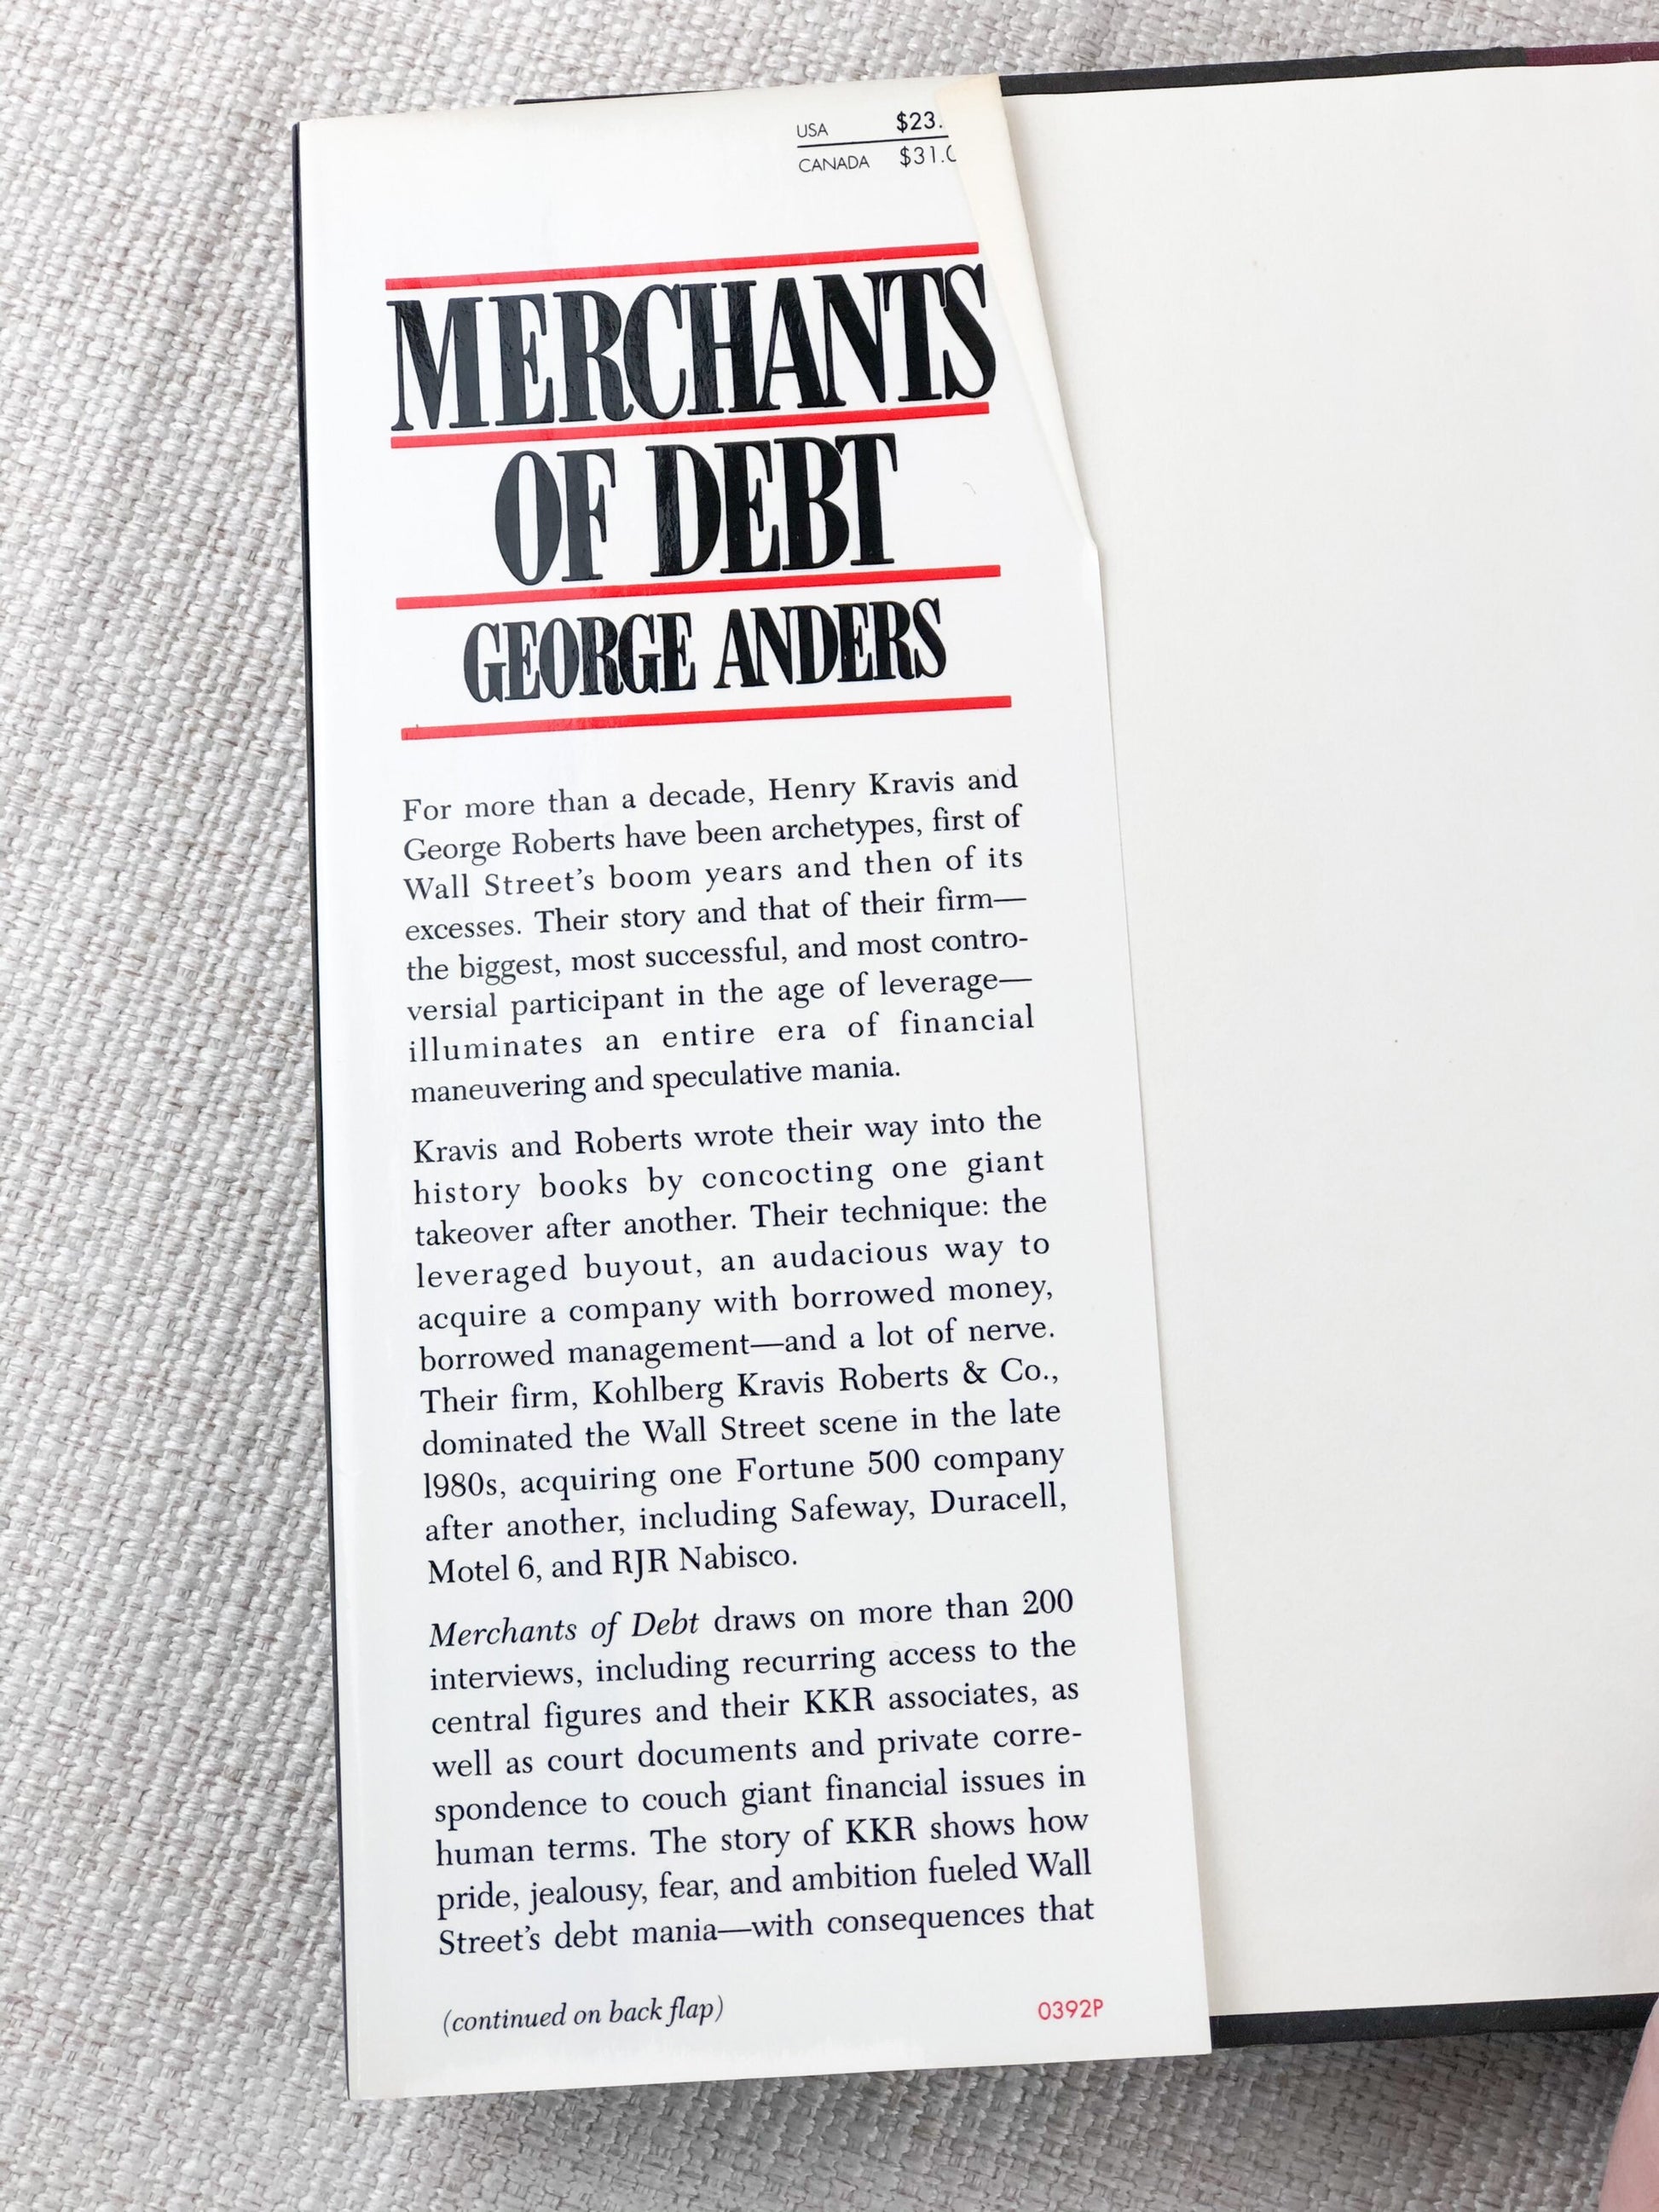 USA $23.
CANADA $31.
MERCHANTS
OF DEBT
GEORGE ANDERS
For more than a decade, Henry Kravis and
George Roberts have been archetypes, first of
Wall Street’s boom years and then of its
excesses. Their story and that of their firm—
the biggest, most successful, and most contro-
versial participant in the age of leverage—
illuminates an entire era of financial
maneuvering and speculative mania.
Kravis and Roberts wrote their way into the
history books by concocting one giant
takeover after another. Their technique: the
leveraged buyout, an audacious way to
acquire a company with borrowed money,
borrowed management—and a lot of nerve.
Their firm, Kohlberg Kravis Roberts & Co.,
dominated the Wall Street scene in the late
1980s, acquiring one Fortune 500 company
after another, including Safeway, Duracell,
Motel 6, and RJR Nabisco.
Merchants of Debt draws on more than 200
interviews, including recurring access to the
central figures and their KKR associates, as
well as court documents and private corre-
spondence to couch giant financial issues in
human terms. The story of KKR shows how
pride, jealousy, fear, and ambition fueled Wall
Street’s debt mania—with consequences that
(continued on back flap) 0392P